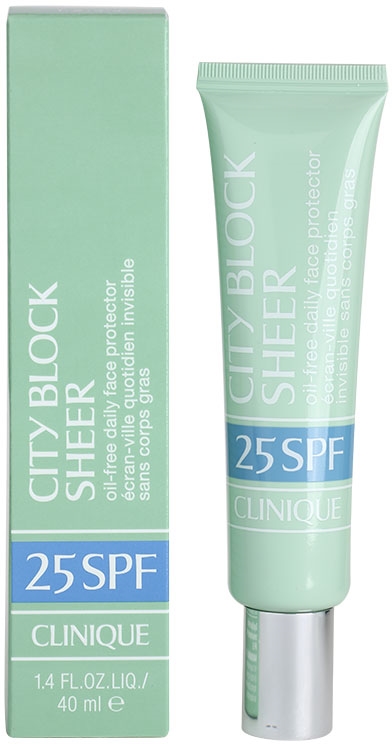 CITY BLOCK
SHEER
oil-free daily face protector
écran-ville quotidien invisible
sans corps gras
25 SPF
CLINIQUE
1.4 FL.OZ.LIQ./
40 ml e
CITY BLOCK
SHEER
oil-free daily face protector
écran-ville quotidien
invisible sans corps gras
25 SPF
CLINIQUE